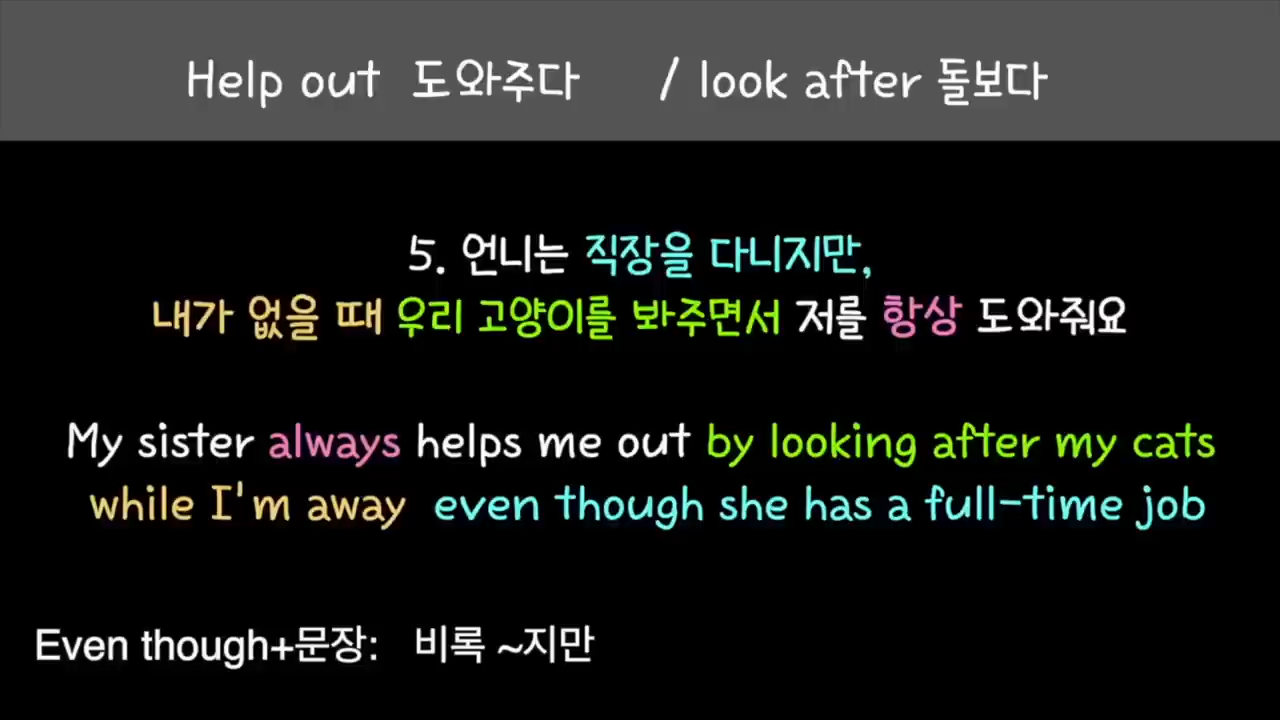 Help out 도와주다 / look after 돌보다
5. 언니는 직장을 다니지만,
내가 없을 때 우리 고양이를 봐주면서 저를 항상 도와줘요
My sister always helps me out by looking after my cats
while I'm away even though she has a full-time job
Even though+문장: 비록 ~지만